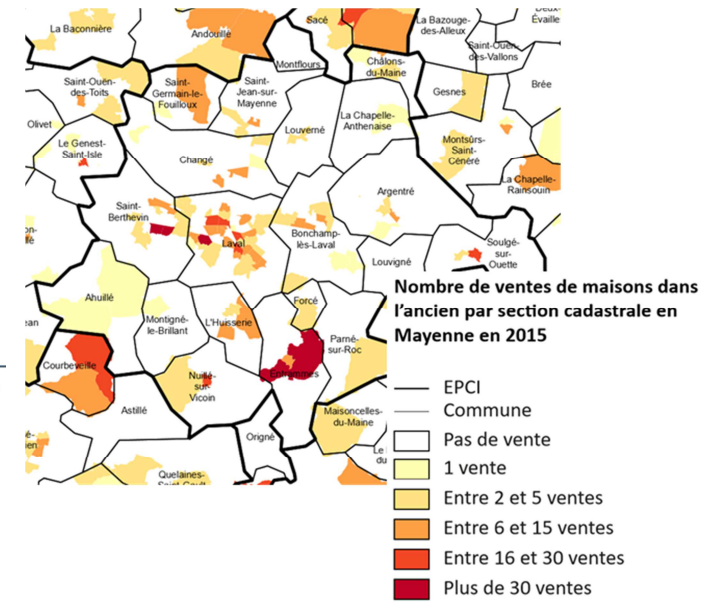 La Baconnière
Andouillé
Sacé
La Bazouge-
des-Alleux
Deux-
Évaille
Saint-Ouën-
des-Vallons
Montflours
Châlons-
du-Maine
Saint-Ouën-
des-Toits
Saint-
Germain-le-
Fouilloux
Saint-
Jean-sur-
Mayenne
Gesnes
Brée
Olivet
Le Genest-
Saint-Isle
Louverné
La Chapelle-
Anthenaise
Montsûrs-
Saint-
Céneré
Changé
La Chapelle-
Rainsouin
Argentré
Saint-
Berthevin
Laval
Bonchamp-
lès-Laval
Louvigné
Soulgé-
sur-
Ouette
Ahuillé
Montigné-
le-Brillant
L'Huisserie
Forcé
Parné-
sur-Roc
Courbeveille
Nuillé-
sur-
Vicoin
Entrammes
Astillé
Maisoncelles-
du-Maine
Origné
Quelaines-
Saint-Gault
Nombre de ventes de maisons dans
l'ancien par section cadastrale en
Mayenne en 2015
EPCI
Commune
Pas de vente
1 vente
Entre 2 et 5 ventes
Entre 6 et 15 ventes
Entre 16 et 30 ventes
Plus de 30 ventes